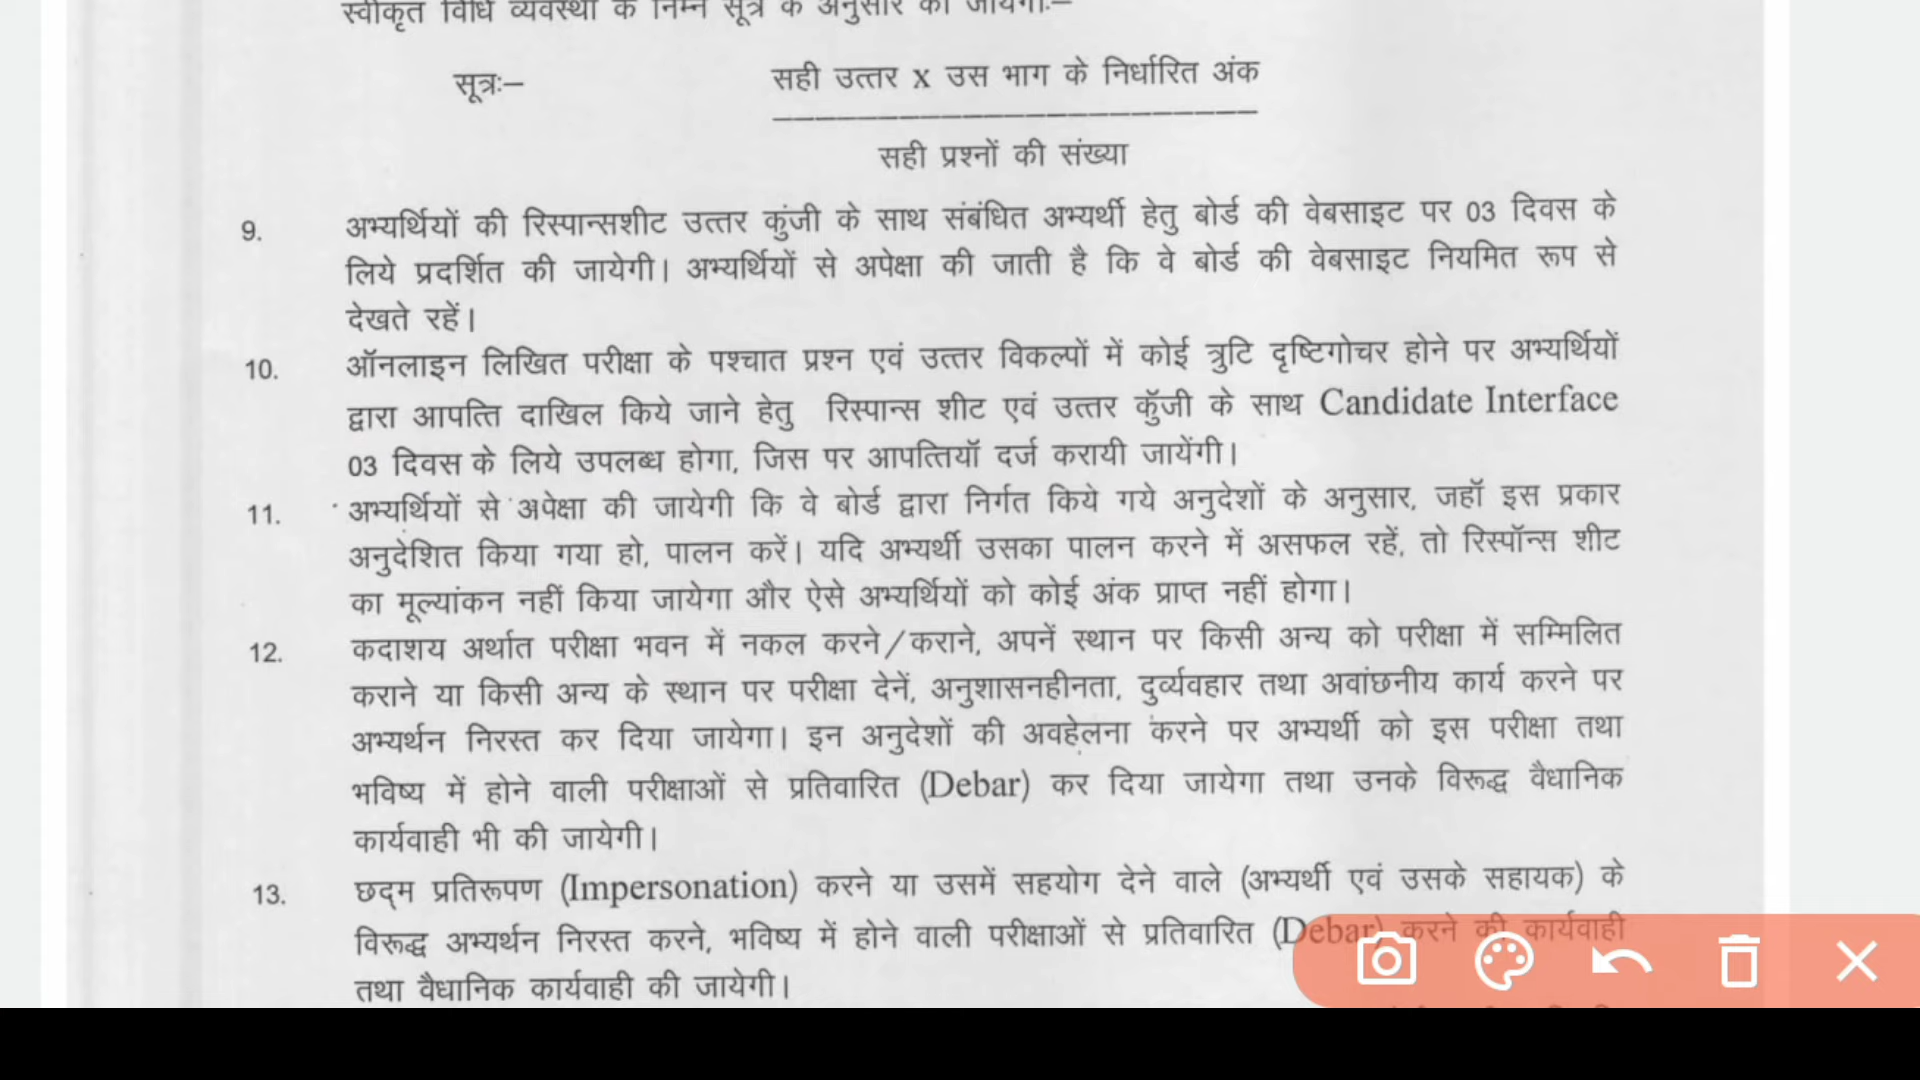 स्वीकृत विधि व्यवस्था के निम्न सूत्र के अनुसार की जायेगी:–
सूत्रः–
सही उत्तर x उस भाग के निर्धारित अंक
सही प्रश्नों की संख्या
9. अभ्यर्थियों की रिस्पान्सशीट उत्तर कुंजी के साथ संबंधित अभ्यर्थी हेतु बोर्ड की वेबसाइट पर 03 दिवस के
लिये प्रदर्शित की जायेगी। अभ्यर्थियों से अपेक्षा की जाती है कि वे बोर्ड की वेबसाइट नियमित रूप से
देखते रहें।
10. ऑनलाइन लिखित परीक्षा के पश्चात प्रश्न एवं उत्तर विकल्पों में कोई त्रुटि दृष्टिगोचर होने पर अभ्यर्थियों
द्वारा आपत्ति दाखिल किये जाने हेतु रिस्पान्स शीट एवं उत्तर कुॅजी के साथ Candidate Interface
03 दिवस के लिये उपलब्ध होगा, जिस पर आपत्तियॉ दर्ज करायी जायेंगी।
11. अभ्यर्थियों से अपेक्षा की जायेगी कि वे बोर्ड द्वारा निर्गत किये गये अनुदेशों के अनुसार, जहॉ इस प्रकार
अनुदेशित किया गया हो, पालन करें। यदि अभ्यर्थी उसका पालन करने में असफल रहें, तो रिस्पॉन्स शीट
का मूल्यांकन नहीं किया जायेगा और ऐसे अभ्यर्थियों को कोई अंक प्राप्त नहीं होगा।
12. कदाशय अर्थात परीक्षा भवन में नकल करने/कराने, अपनें स्थान पर किसी अन्य को परीक्षा में सम्मिलित
कराने या किसी अन्य के स्थान पर परीक्षा देनें, अनुशासनहीनता, दुर्व्यवहार तथा अवांछनीय कार्य करने पर
अभ्यर्थन निरस्त कर दिया जायेगा। इन अनुदेशों की अवहेलना करने पर अभ्यर्थी को इस परीक्षा तथा
भविष्य में होने वाली परीक्षाओं से प्रतिवारित (Debar) कर दिया जायेगा तथा उनके विरूद्ध वैधानिक
कार्यवाही भी की जायेगी।
13. छद्म प्रतिरूपण (Impersonation) करने या उसमें सहयोग देने वाले (अभ्यर्थी एवं उसके सहायक) के
विरूद्ध अभ्यर्थन निरस्त करने, भविष्य में होने वाली परीक्षाओं से प्रतिवारित (Debar) करने की कार्यवाही
तथा वैधानिक कार्यवाही की जायेगी।